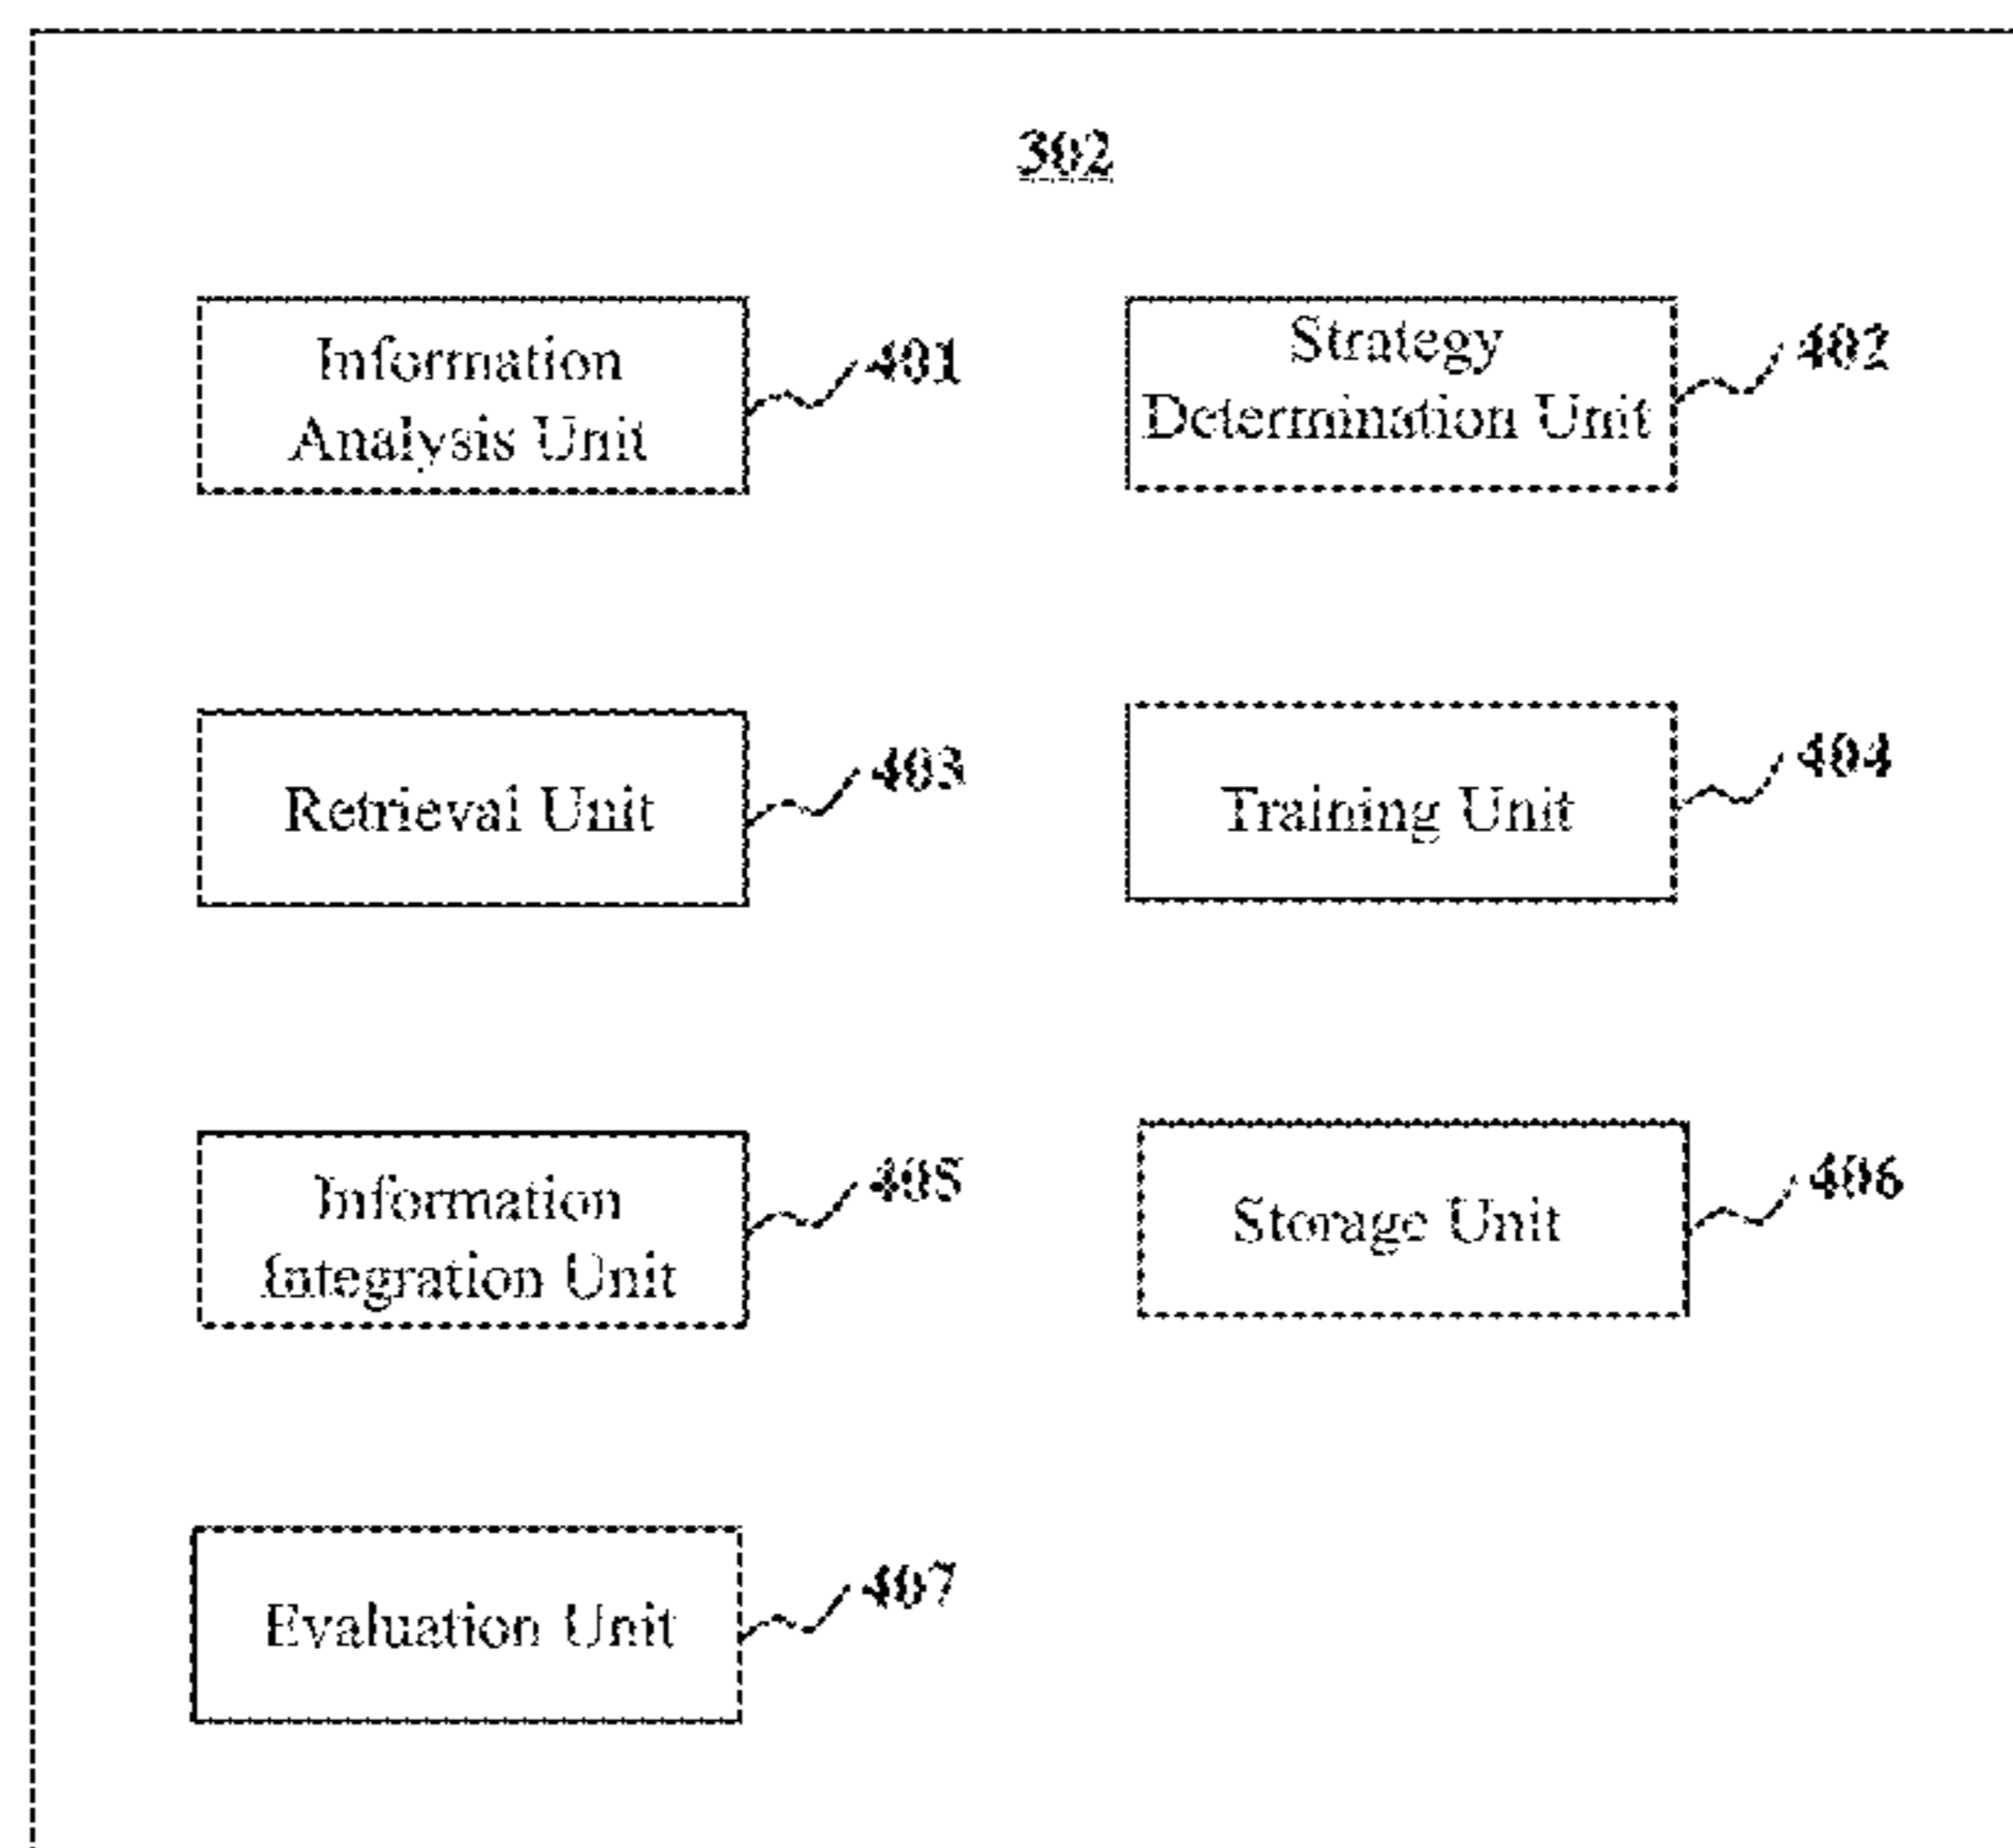 302
Information
Analysis Unit
401
Strategy
Determination Unit
402
Retrieval Unit
403
Training Unit
404
Information
Integration Unit
405
Storage Unit
406
Evaluation Unit
407